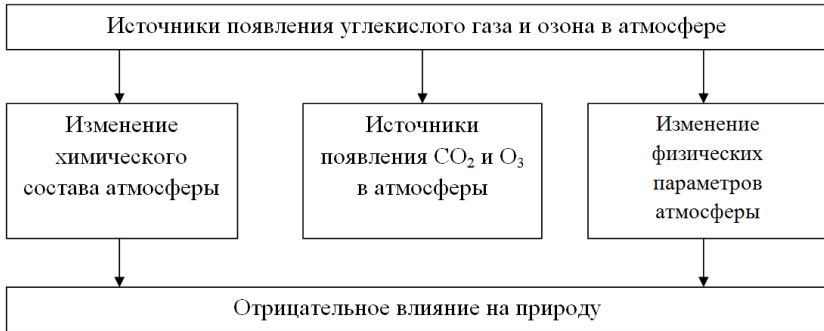 Источники появления углекислого газа и озона в атмосфере
Изменение
химического
состава атмосферы
Источники
появления CO₂ и O₃
в атмосферы
Изменение
физических
параметров
атмосферы
Отрицательное влияние на природу